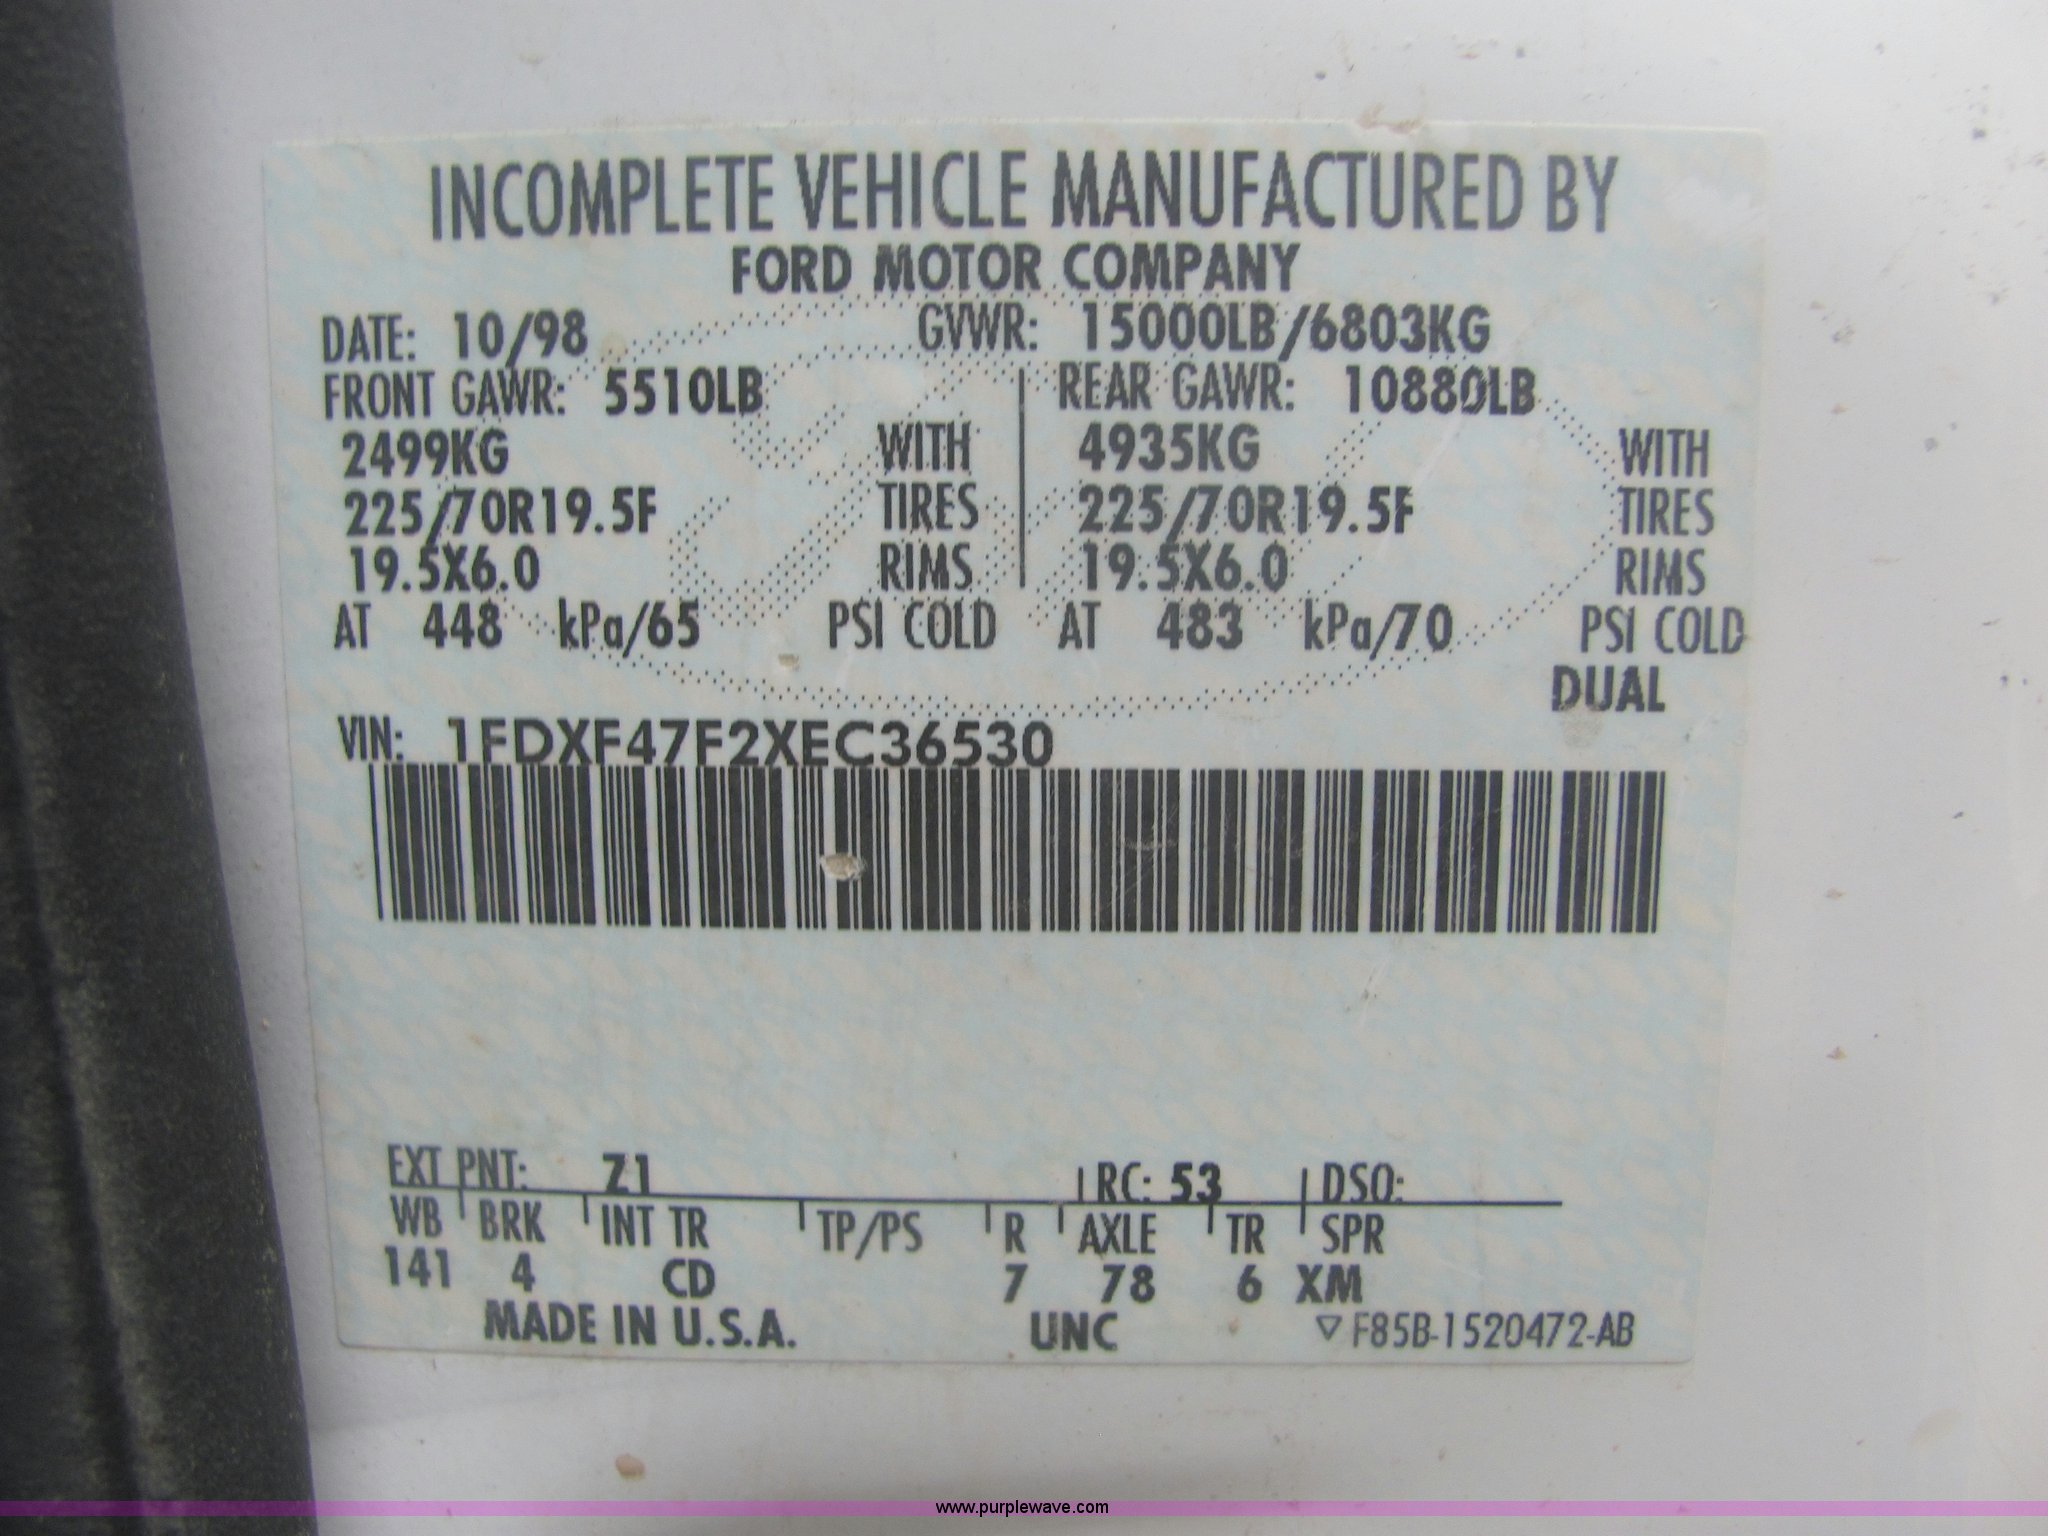 INCOMPLETE VEHICLE MANUFACTURED BY
FORD MOTOR COMPANY
DATE: 10/98 GVWR: 15000LB/6803KG
FRONT GAWR: 5510LB REAR GAWR: 10880LB
2499KG WITH 4935KG WITH
225/70R19.5F TIRES 225/70R19.5F TIRES
19.5X6.0 RIMS 19.5X6.0 RIMS
AT 448 kPa/65 PSI COLD AT 483 kPa/70 PSI COLD
DUAL
VIN: 1FDXF47F2XEC36530
EXT PNT: Z1 RC: 53 DSO:
WB BRK INT TR TP/PS R AXLE TR SPR
141 4 CD 7 78 6 XM
MADE IN U.S.A. UNC ▽ F85B-1520472-AB
www.purplewave.com